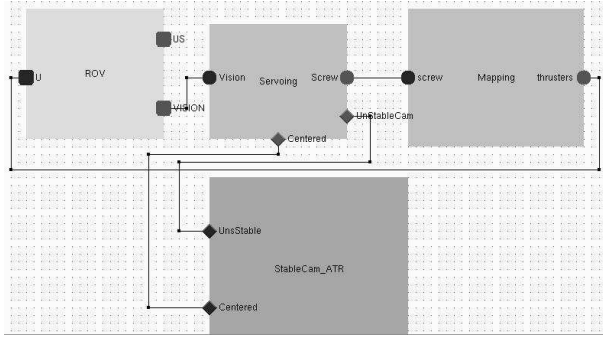 US
U
ROV
VISION
Vision
Servoing
Screw
UnStableCam
Centered
screw
Mapping
thrusters
UnsStable
StableCam_ATR
Centered